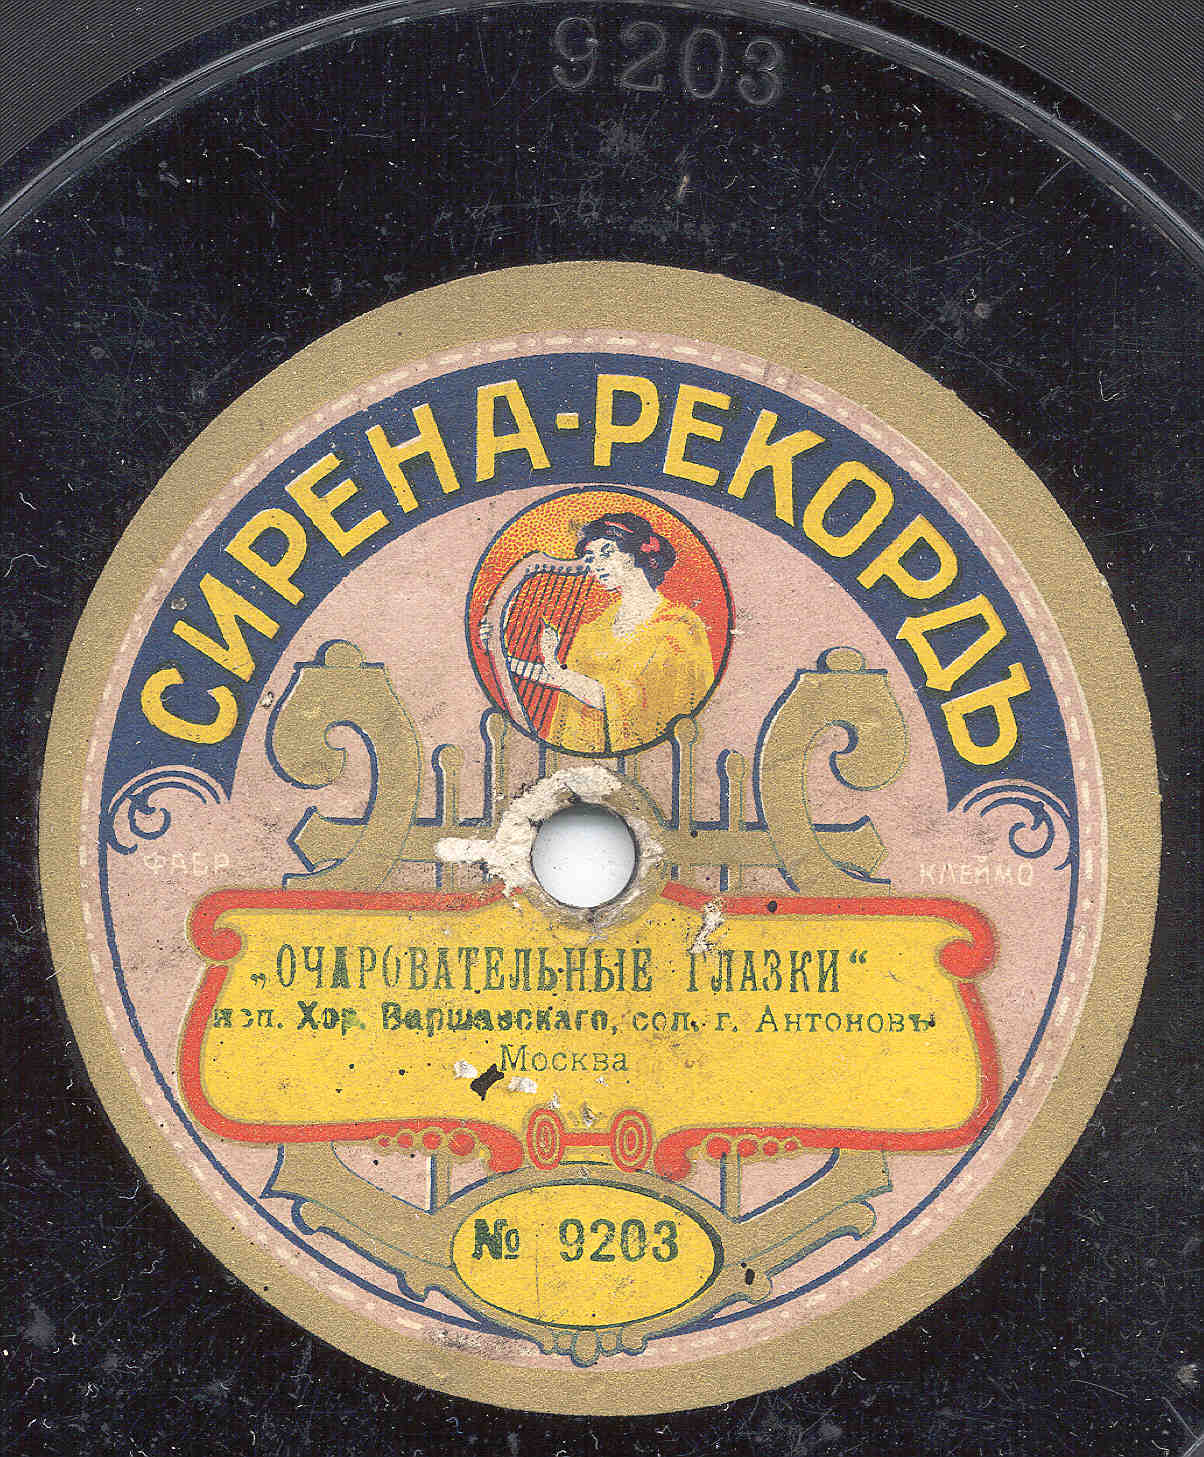 9203
СИРЕНА-РЕКОРДЪ
ФАБР КЛЕЙМО
„ОЧАРОВАТЕЛЬНЫЕ ГЛАЗКИ“
исп. Хор. Варшавскаго, сол. г. Антоновъ
Москва
№ 9203